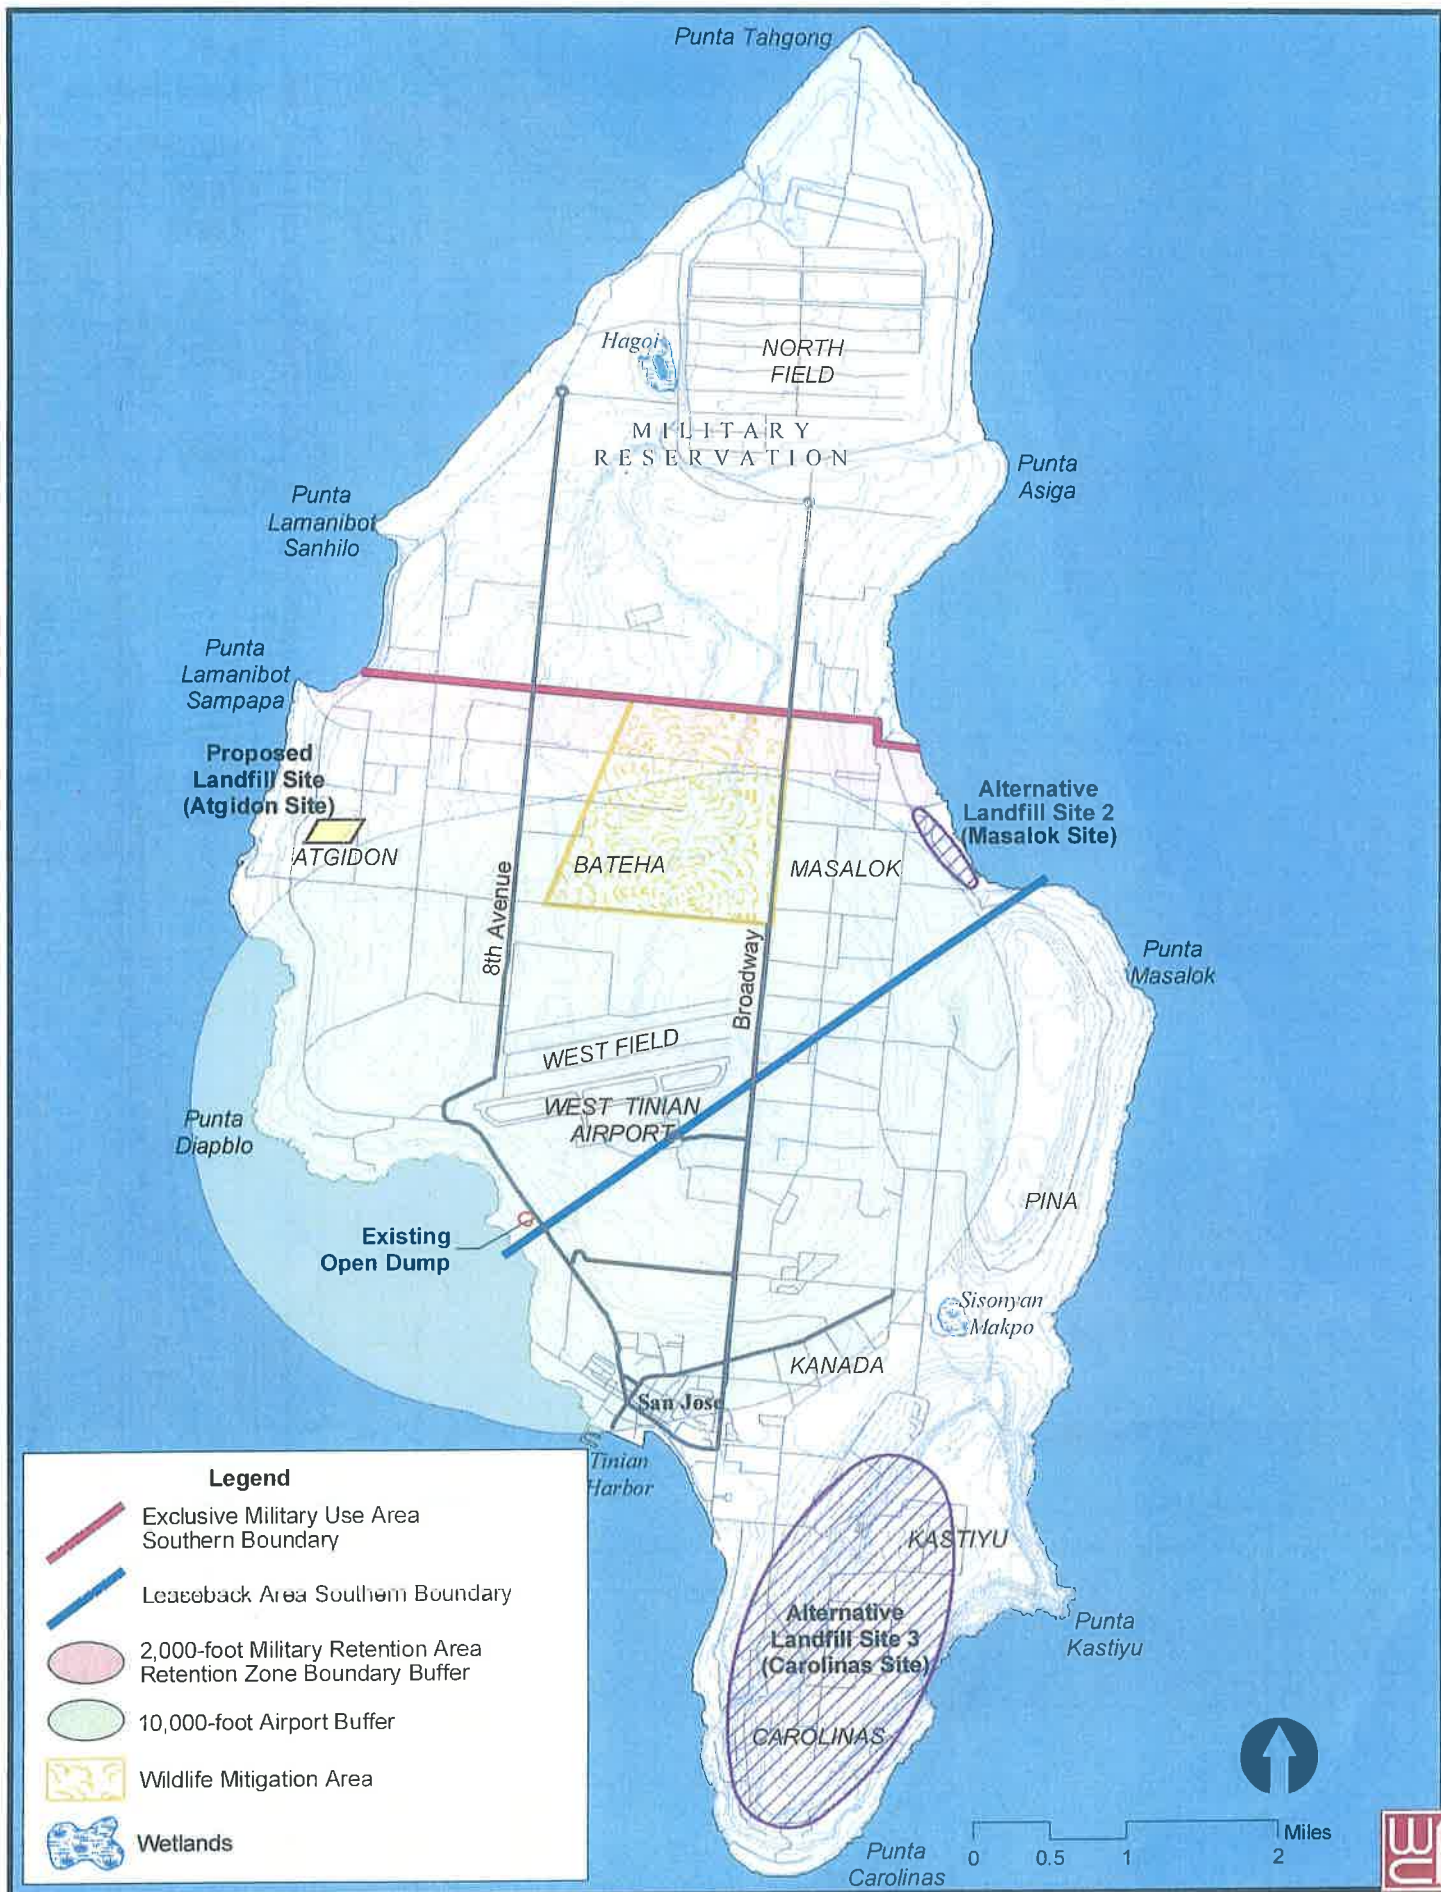 Punta Tahgong
Hagoi
NORTH
FIELD
MILITARY
RESERVATION
Punta
Asiga
Punta
Lamanibot
Sanhilo
Punta
Lamanibot
Sampapa
Proposed
Landfill Site
(Atgidon Site)
ATGIDON
Alternative
Landfill Site 2
(Masalok Site)
BATEHA
MASALOK
8th Avenue
Broadway
Punta
Masalok
WEST FIELD
WEST TINIAN
AIRPORT
Punta
Diapblo
PINA
Existing
Open Dump
Sisonyan
Makpo
KANADA
San Jose
Tinian
Harbor
KASTIYU
Alternative
Landfill Site 3
(Carolinas Site)
Punta
Kastiyu
CAROLINAS
Punta
Carolinas
Legend
Exclusive Military Use Area
Southern Boundary
Leaseback Area Southern Boundary
2,000-foot Military Retention Area
Retention Zone Boundary Buffer
10,000-foot Airport Buffer
Wildlife Mitigation Area
Wetlands
Miles
0 0.5 1 2